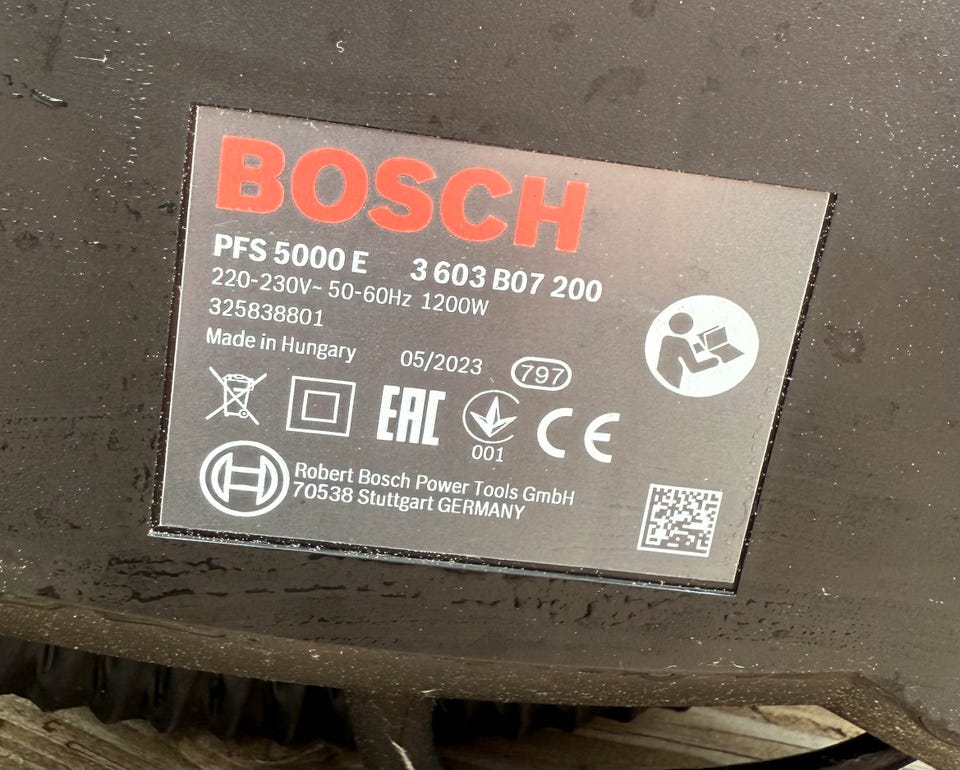 BOSCH
PFS 5000 E 3 603 B07 200
220-230V~ 50-60Hz 1200W
325838801
Made in Hungary 05/2023 797
EAC 001 CE
Robert Bosch Power Tools GmbH
70538 Stuttgart GERMANY